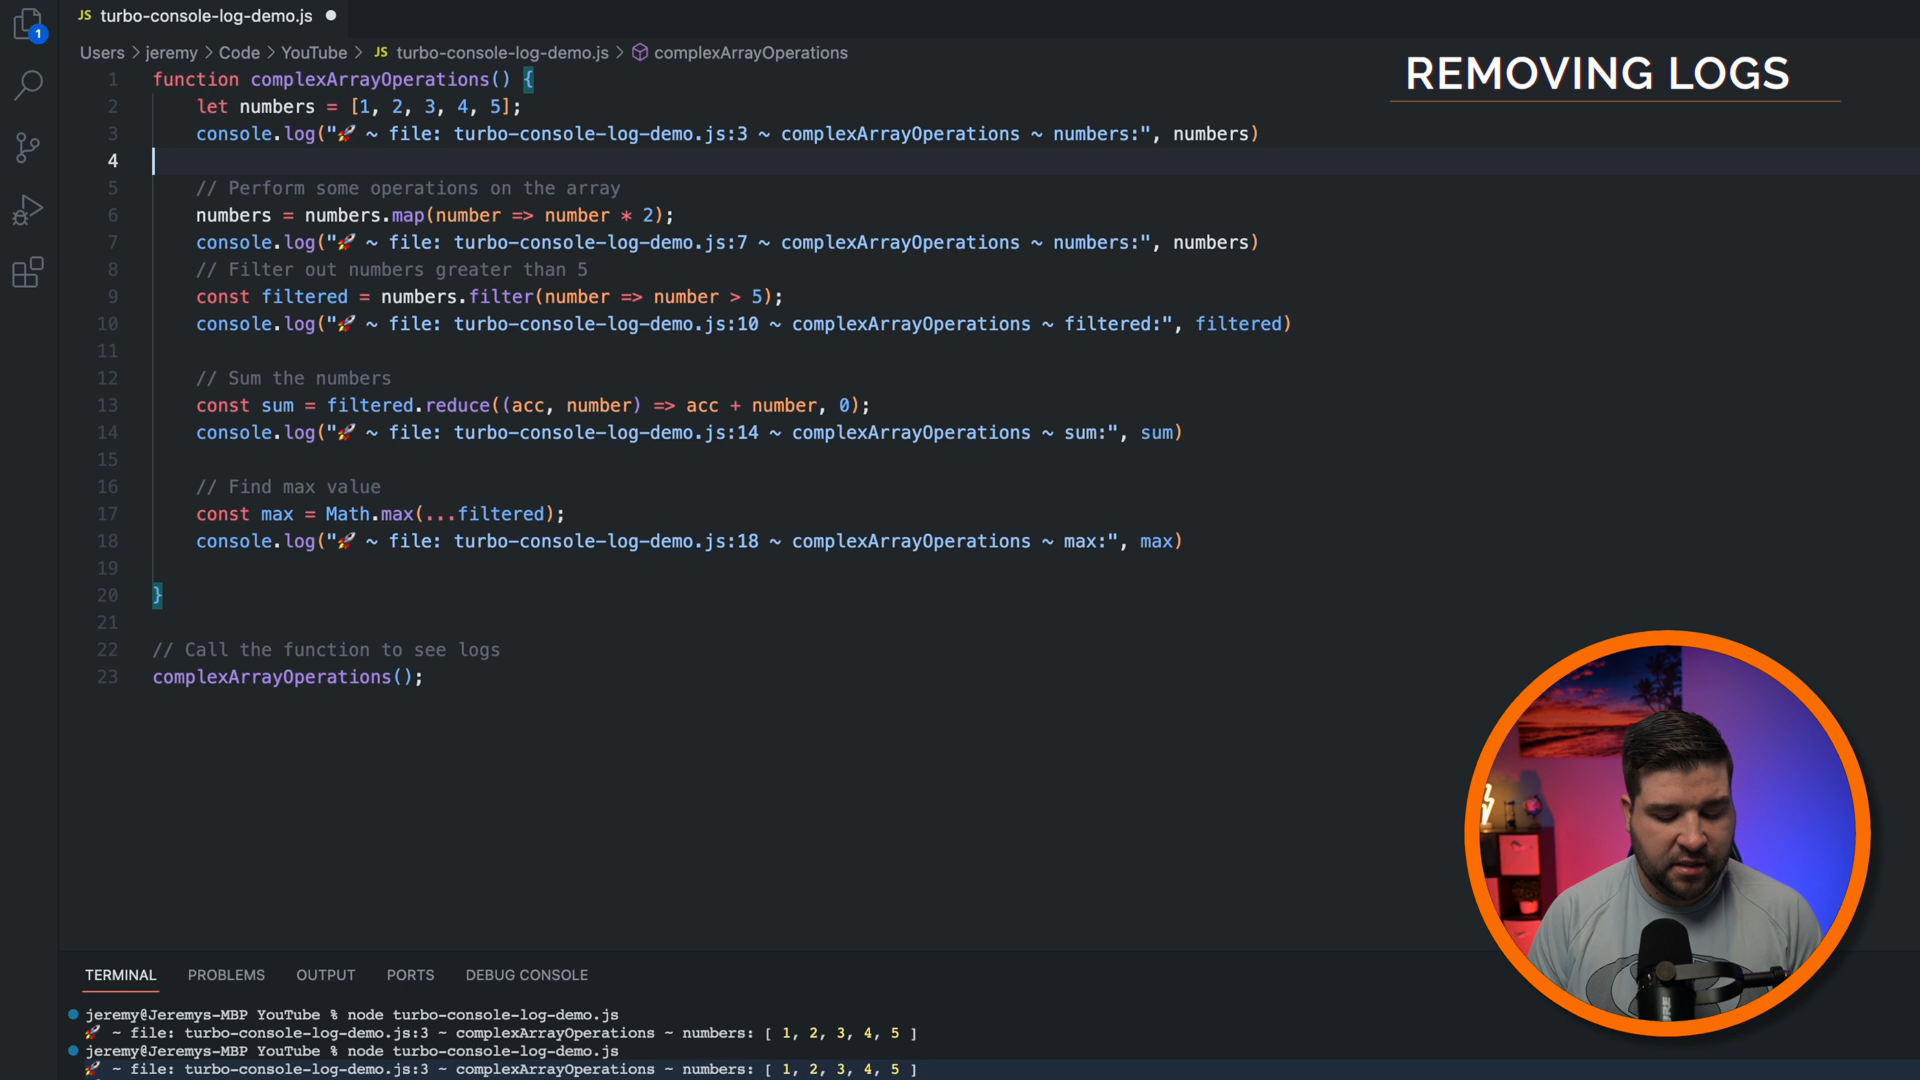 JS turbo-console-log-demo.js
1
Users > jeremy > Code > YouTube > JS turbo-console-log-demo.js > complexArrayOperations
REMOVING LOGS
1 function complexArrayOperations() {
2 let numbers = [1, 2, 3, 4, 5];
3 console.log("🚀 ~ file: turbo-console-log-demo.js:3 ~ complexArrayOperations ~ numbers:", numbers)
4
5 // Perform some operations on the array
6 numbers = numbers.map(number => number * 2);
7 console.log("🚀 ~ file: turbo-console-log-demo.js:7 ~ complexArrayOperations ~ numbers:", numbers)
8 // Filter out numbers greater than 5
9 const filtered = numbers.filter(number => number > 5);
10 console.log("🚀 ~ file: turbo-console-log-demo.js:10 ~ complexArrayOperations ~ filtered:", filtered)
11
12 // Sum the numbers
13 const sum = filtered.reduce((acc, number) => acc + number, 0);
14 console.log("🚀 ~ file: turbo-console-log-demo.js:14 ~ complexArrayOperations ~ sum:", sum)
15
16 // Find max value
17 const max = Math.max(...filtered);
18 console.log("🚀 ~ file: turbo-console-log-demo.js:18 ~ complexArrayOperations ~ max:", max)
19
20 }
21
22 // Call the function to see logs
23 complexArrayOperations();
TERMINAL PROBLEMS OUTPUT PORTS DEBUG CONSOLE
jeremy@Jeremys-MBP YouTube % node turbo-console-log-demo.js
🚀 ~ file: turbo-console-log-demo.js:3 ~ complexArrayOperations ~ numbers: [ 1, 2, 3, 4, 5 ]
jeremy@Jeremys-MBP YouTube % node turbo-console-log-demo.js
🚀 ~ file: turbo-console-log-demo.js:3 ~ complexArrayOperations ~ numbers: [ 1, 2, 3, 4, 5 ]